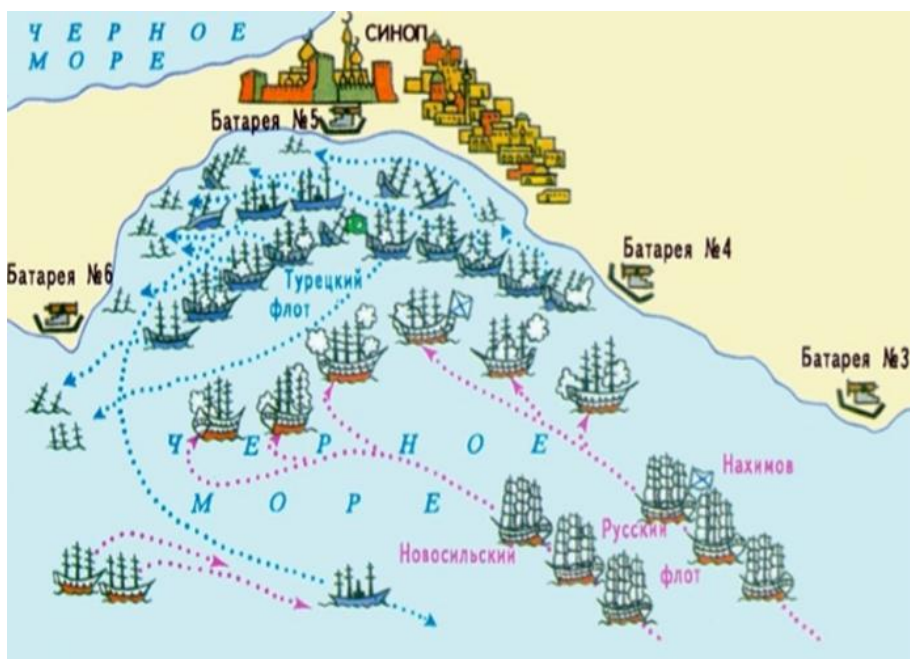 ЧЕРНОЕ
МОРЕ
СИНОП
Батарея №5
Батарея №4
Батарея №6
Турецкий
флот
Батарея №3
ЧЕРНОЕ
МОРЕ
Нахимов
Русский
флот
Новосильский